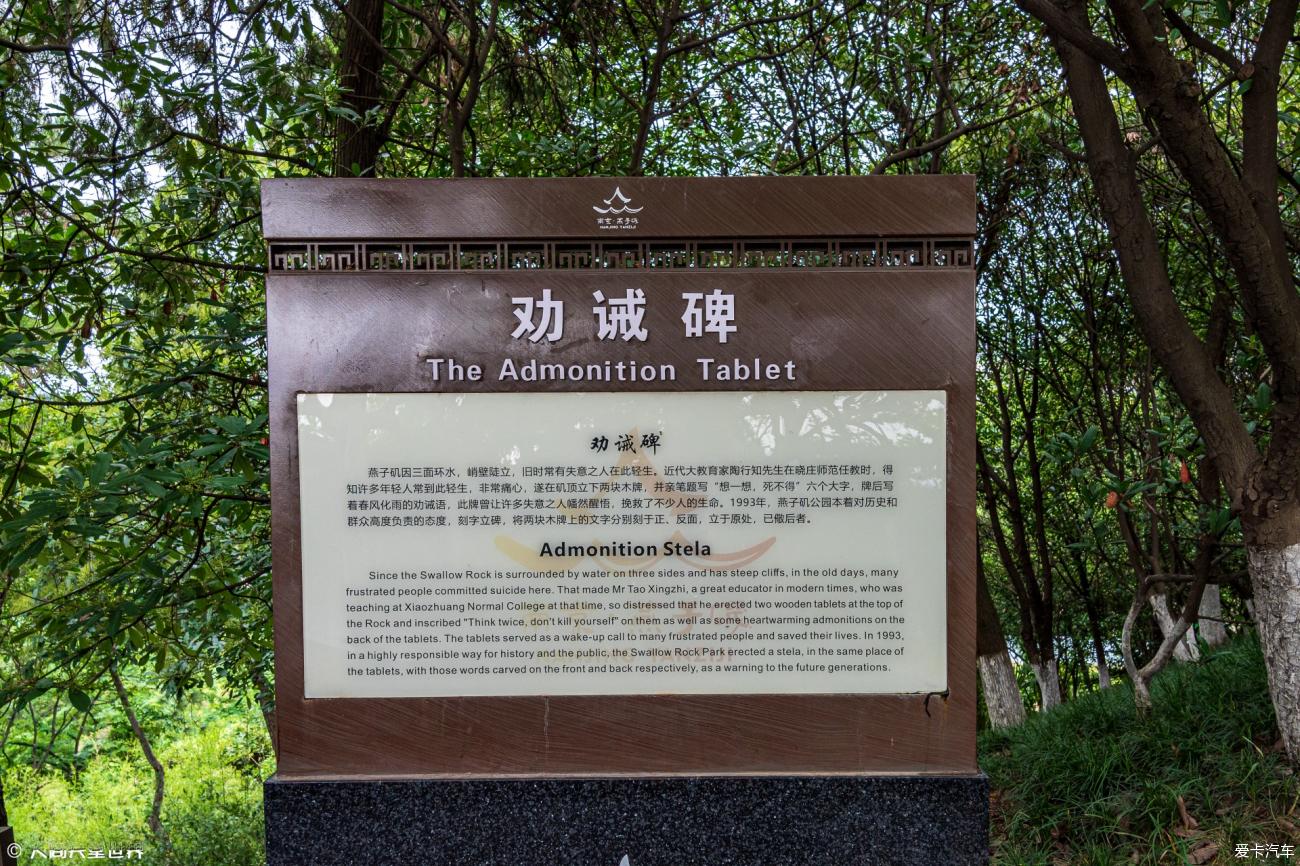 南京·燕子矶
NANJING YANZIJI
劝诫碑
The Admonition Tablet
劝诫碑
燕子矶因三面环水，峭壁陡立，旧时常有失意之人在此轻生。近代大教育家陶行知先生在晓庄师范任教时，得
知许多年轻人常到此轻生，非常痛心，遂在矶顶立下两块木牌，并亲笔题写“想一想，死不得”六个大字，牌后写
着春风化雨的劝诫语，此牌曾让许多失意之人幡然醒悟，挽救了不少人的生命。1993年，燕子矶公园本着对历史和
群众高度负责的态度，刻字立碑，将两块木牌上的文字分别刻于正、反面，立于原处，已儆后者。
Admonition Stela
Since the Swallow Rock is surrounded by water on three sides and has steep cliffs, in the old days, many
frustrated people committed suicide here. That made Mr Tao Xingzhi, a great educator in modern times, who was
teaching at Xiaozhuang Normal College at that time, so distressed that he erected two wooden tablets at the top of
the Rock and inscribed "Think twice, don't kill yourself" on them as well as some heartwarming admonitions on the
back of the tablets. The tablets served as a wake-up call to many frustrated people and saved their lives. In 1993,
in a highly responsible way for history and the public, the Swallow Rock Park erected a stela, in the same place of
the tablets, with those words carved on the front and back respectively, as a warning to the future generations.
爱卡汽车